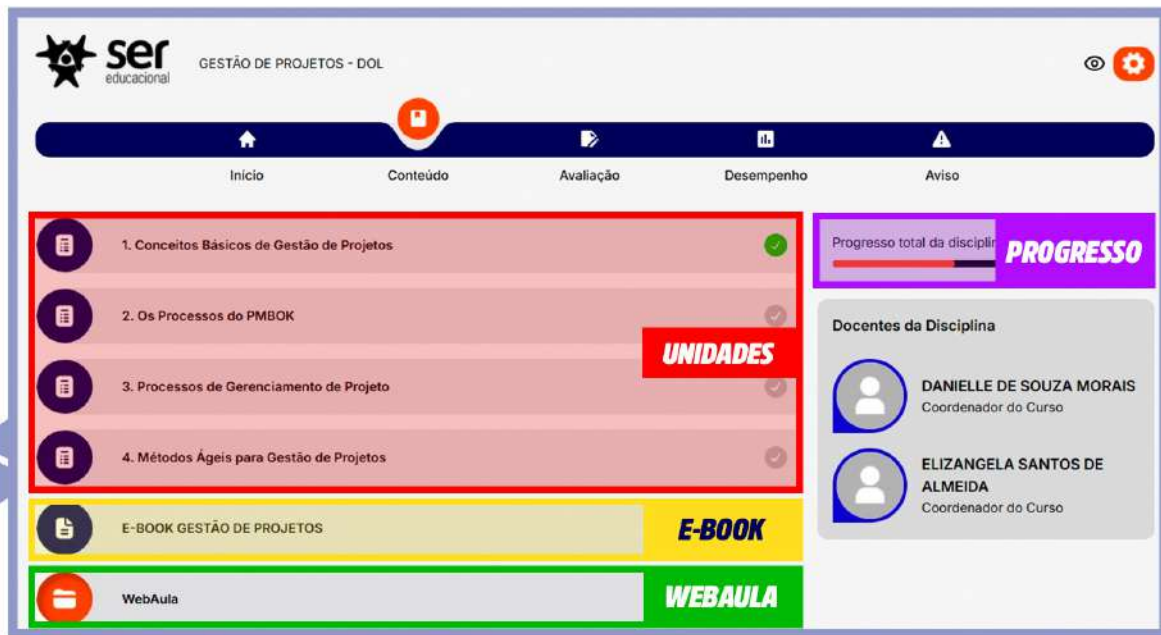 ser
educacional
GESTÃO DE PROJETOS - DOL
Início
Conteúdo
Avaliação
Desempenho
Aviso
1. Conceitos Básicos de Gestão de Projetos
2. Os Processos do PMBOK
3. Processos de Gerenciamento de Projeto
4. Métodos Ágeis para Gestão de Projetos
UNIDADES
E-BOOK GESTÃO DE PROJETOS
E-BOOK
WebAula
WEBAULA
Progresso total da
PROGRESSO
Docentes da Disciplina
DANIELLE DE SOUZA MORAIS
Coordenador do Curso
ELIZANGELA SANTOS DE
ALMEIDA
Coordenador do Curso